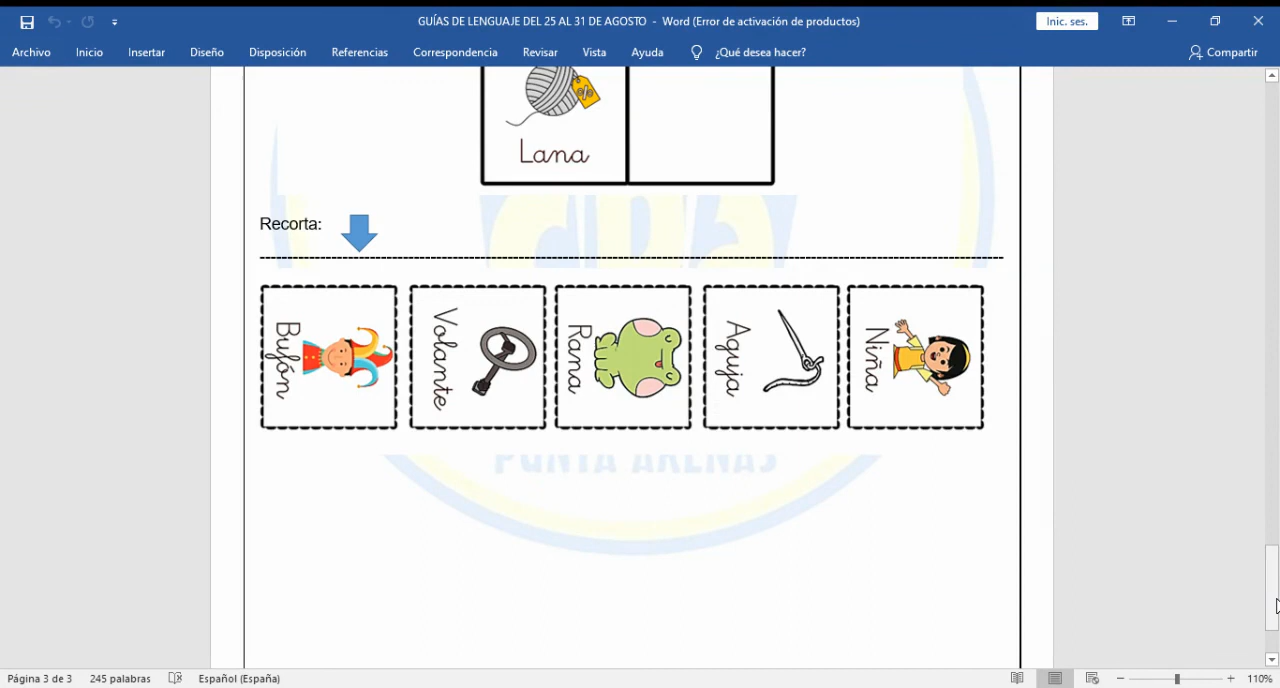 GUÍAS DE LENGUAJE DEL 25 AL 31 DE AGOSTO - Word (Error de activación de productos)
Inic. ses.
Archivo Inicio Insertar Diseño Disposición Referencias Correspondencia Revisar Vista Ayuda ¿Qué desea hacer? Compartir
%
Lana
Recorta:
Bufón Volante Rana Aguja Niña
PUNTA ARENAS
Página 3 de 3 245 palabras Español (España) 110%